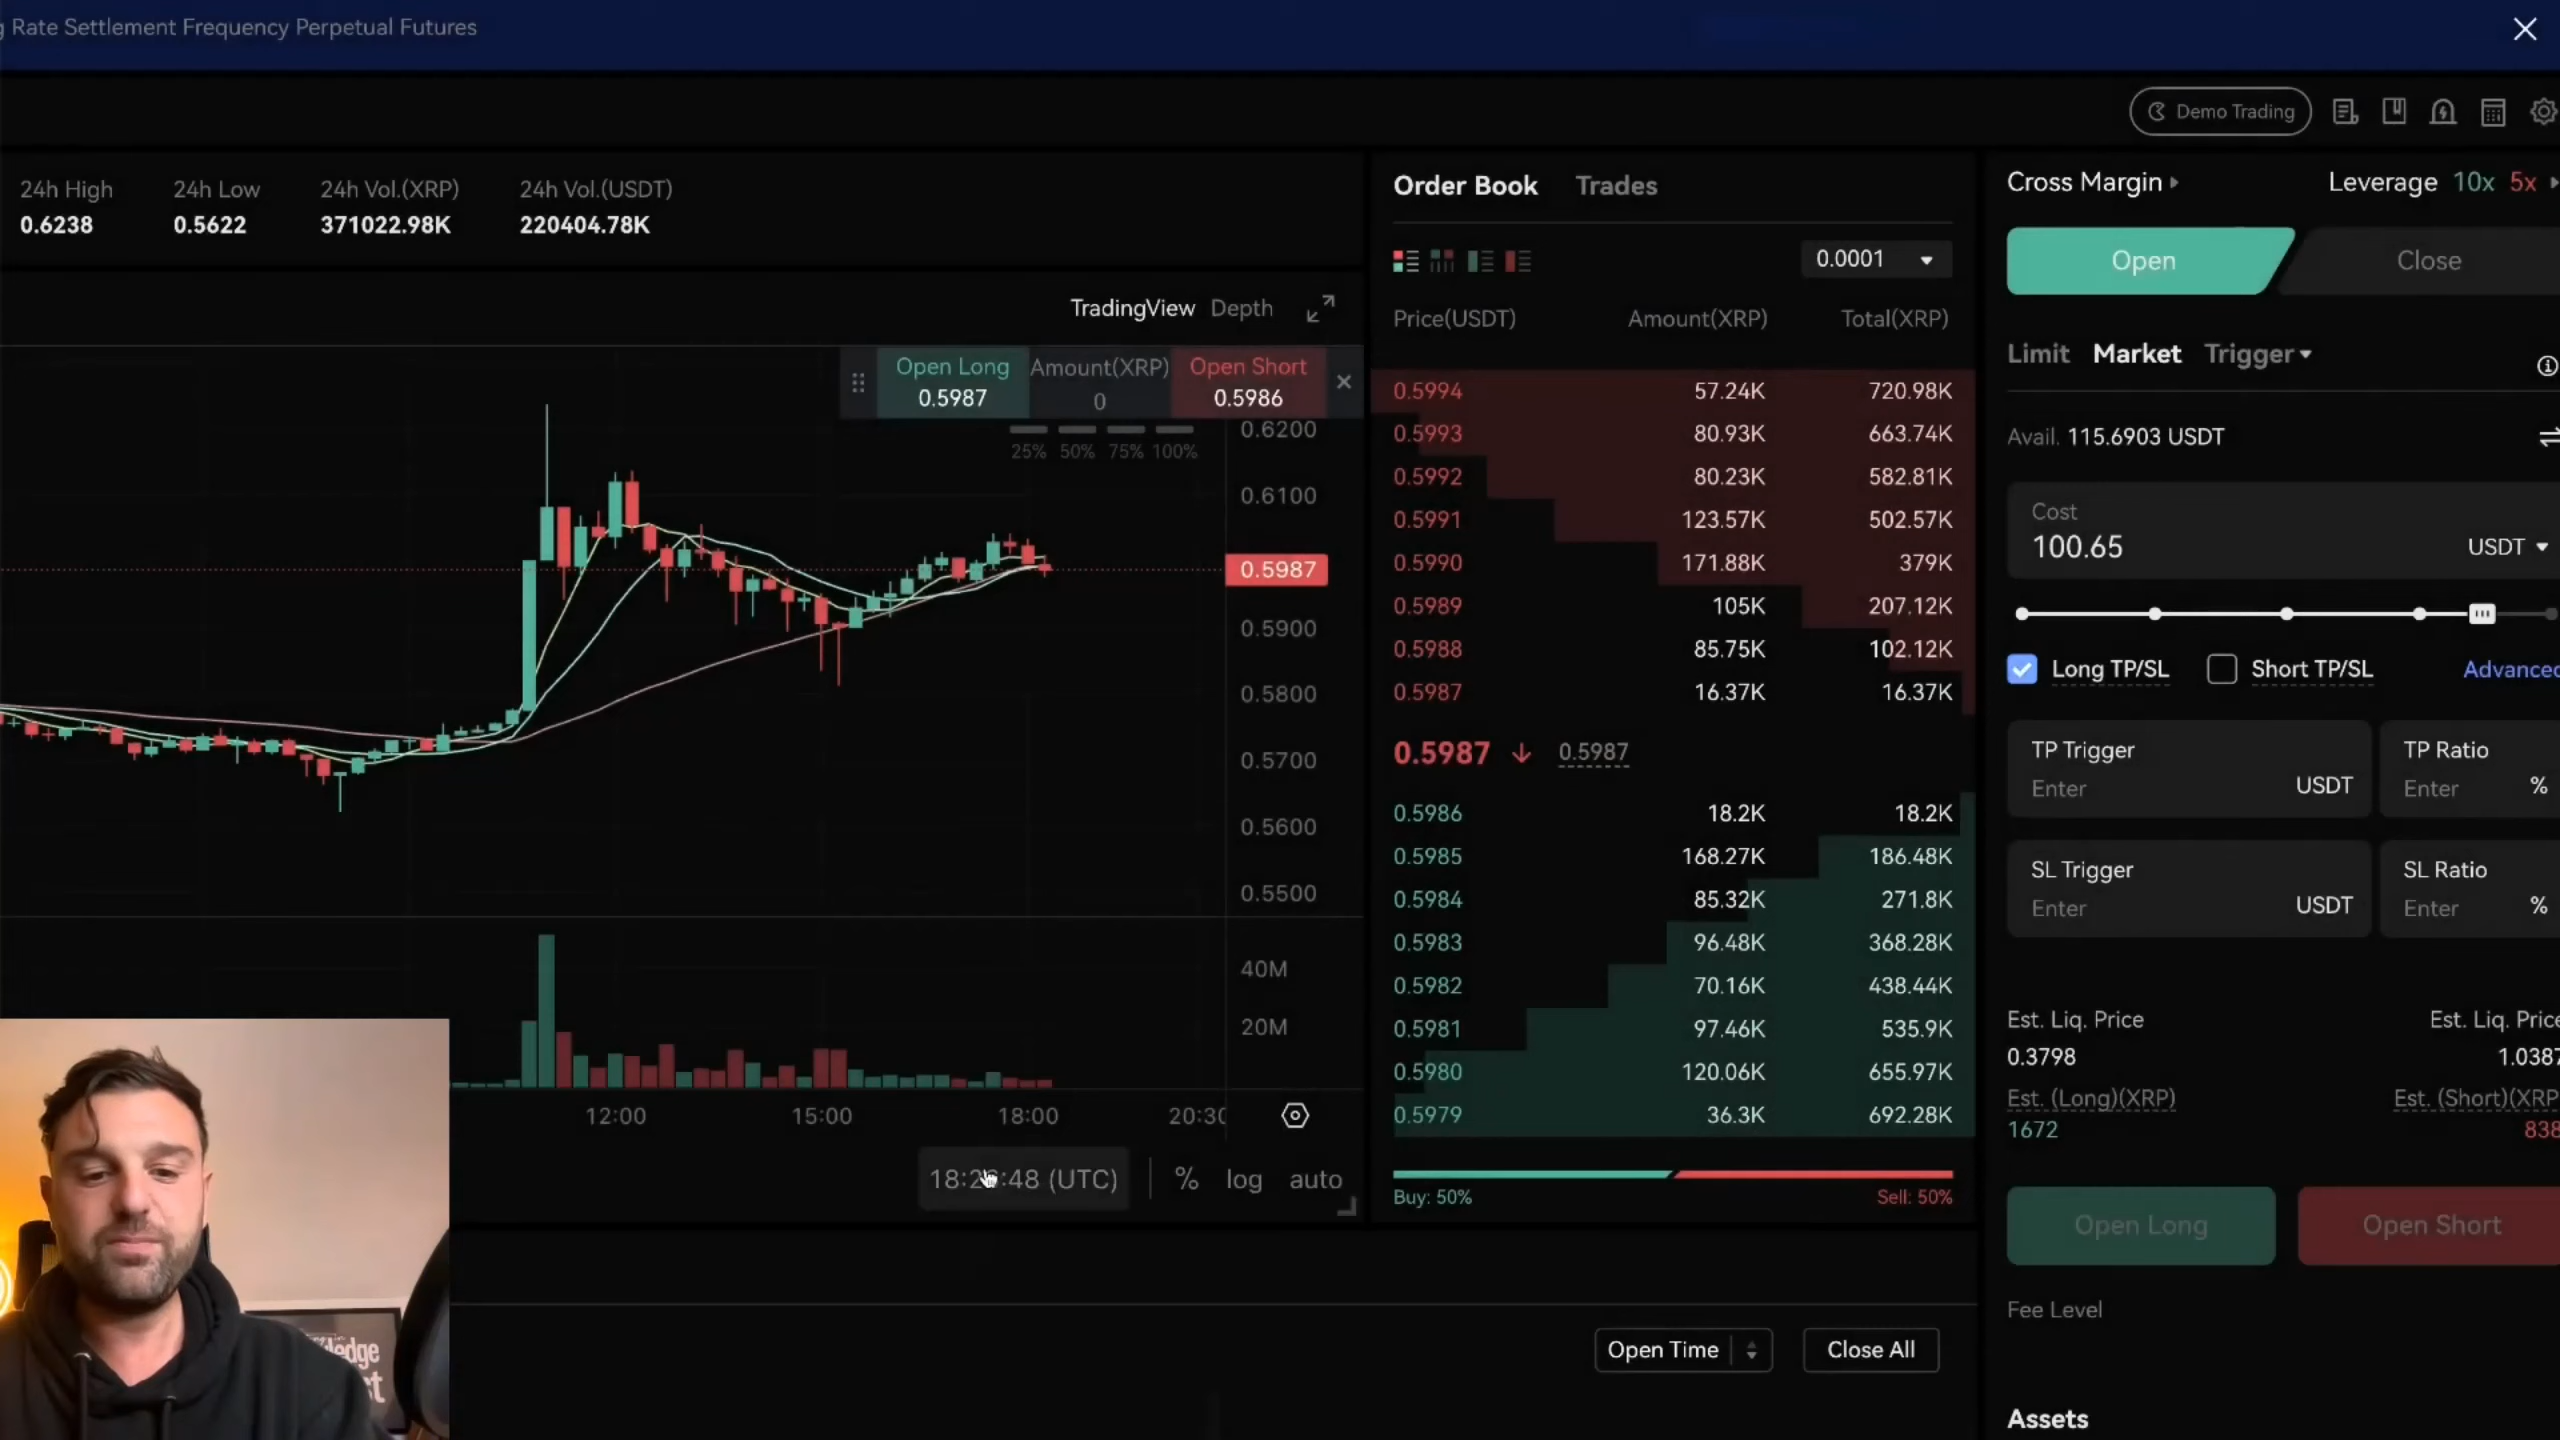 g Rate Settlement Frequency Perpetual Futures
Demo Trading
24h High
0.6238
24h Low
0.5622
24h Vol.(XRP)
371022.98K
24h Vol.(USDT)
220404.78K
TradingView Depth
Open Long
0.5987
Amount(XRP)
0
Open Short
0.5986
25% 50% 75% 100%
0.6200
0.6100
0.5987
0.5900
0.5800
0.5700
0.5600
0.5500
40M
20M
12:00 15:00 18:00 20:30
18:2 :48 (UTC) % log auto
Order Book Trades
0.0001
Price(USDT) Amount(XRP) Total(XRP)
0.5994 57.24K 720.98K
0.5993 80.93K 663.74K
0.5992 80.23K 582.81K
0.5991 123.57K 502.57K
0.5990 171.88K 379K
0.5989 105K 207.12K
0.5988 85.75K 102.12K
0.5987 16.37K 16.37K
0.5987 ↓ 0.5987
0.5986 18.2K 18.2K
0.5985 168.27K 186.48K
0.5984 85.32K 271.8K
0.5983 96.48K 368.28K
0.5982 70.16K 438.44K
0.5981 97.46K 535.9K
0.5980 120.06K 655.97K
0.5979 36.3K 692.28K
Buy: 50% Sell: 50%
Open Time Close All
Cross Margin Leverage 10x 5x
Open Close
Limit Market Trigger
Avail. 115.6903 USDT
Cost
100.65 USDT
Long TP/SL Short TP/SL Advanced
TP Trigger TP Ratio
Enter USDT Enter %
SL Trigger SL Ratio
Enter USDT Enter %
Est. Liq. Price Est. Liq. Price
0.3798 1.0387
Est. (Long)(XRP) Est. (Short)(XRP
1672 838
Open Long Open Short
Fee Level
Assets